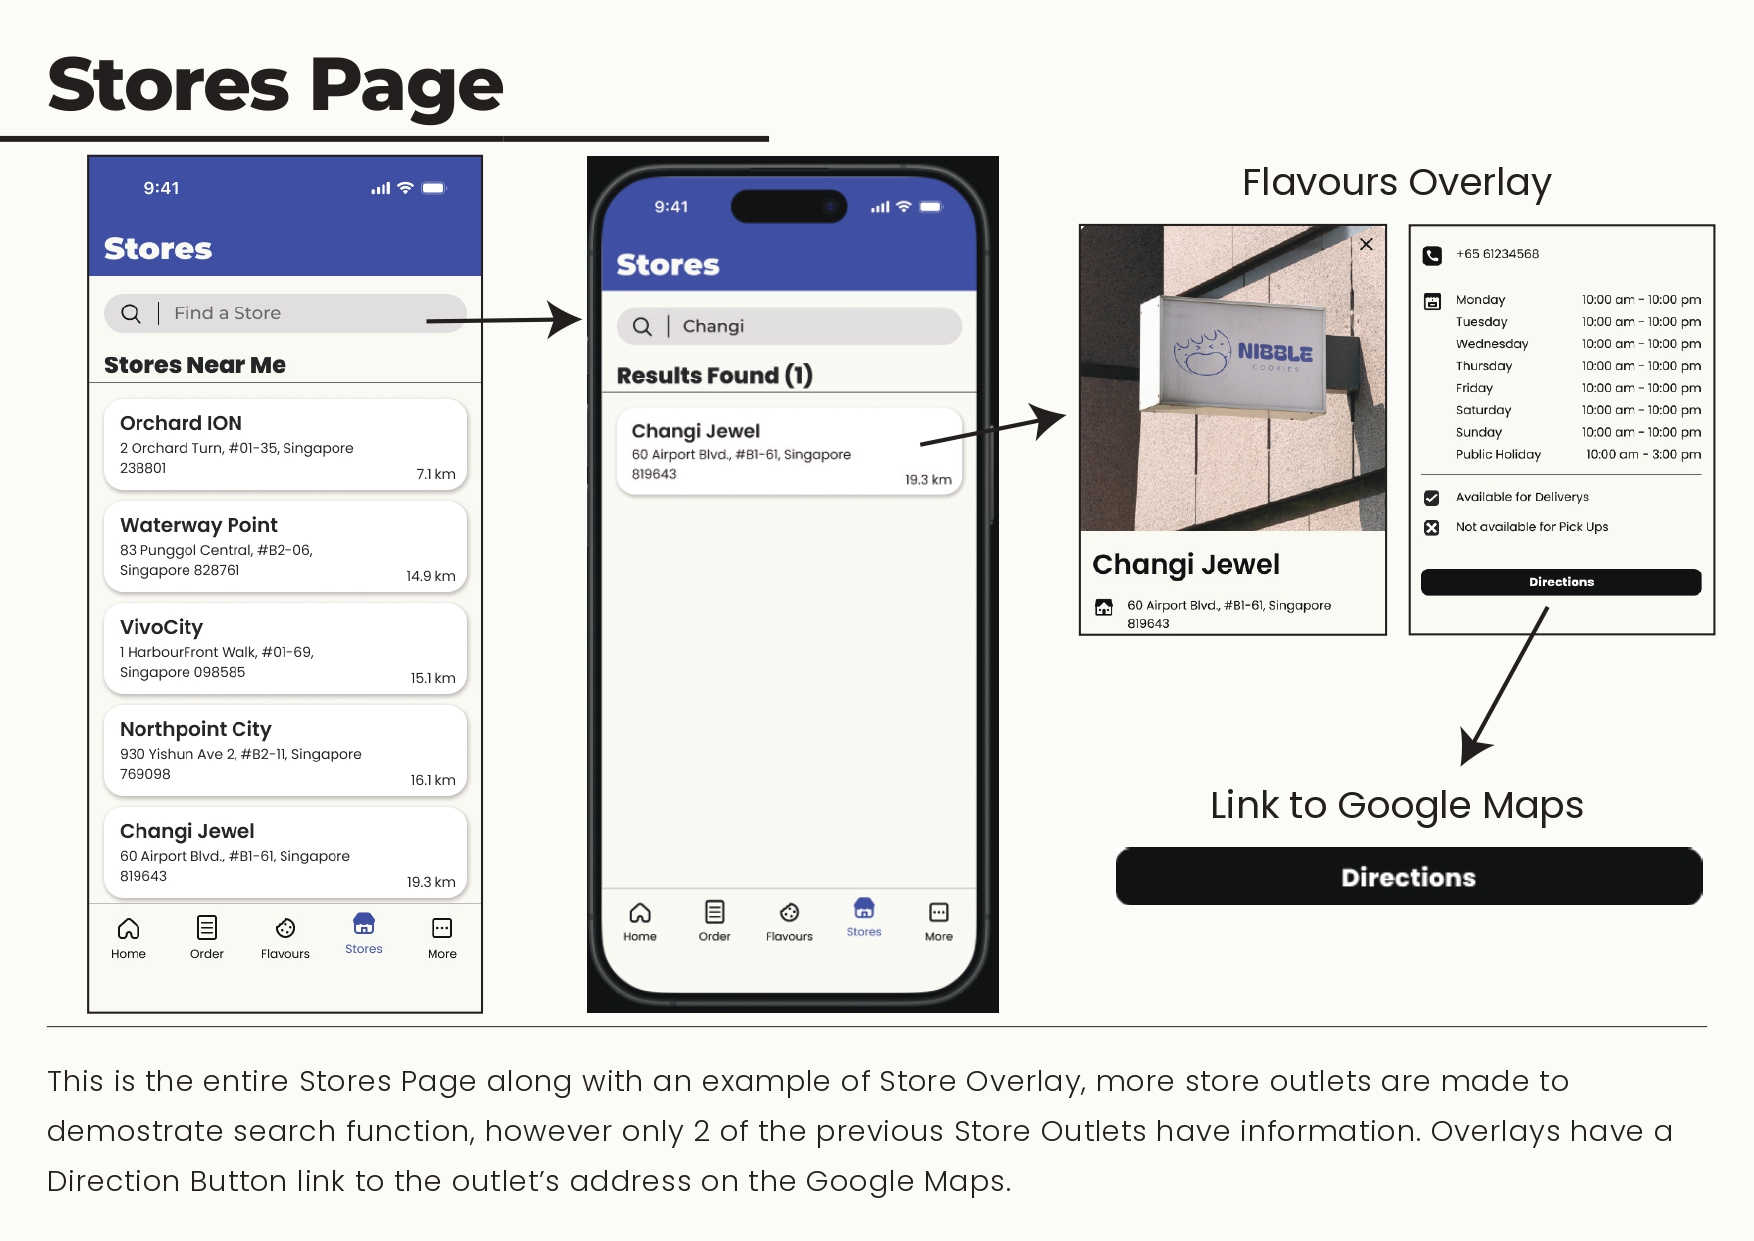 Stores Page
9:41
Stores
Find a Store
Stores Near Me
Orchard ION
2 Orchard Turn, #01-35, Singapore
238801
7.1 km
Waterway Point
83 Punggol Central, #B2-06,
Singapore 828761
14.9 km
VivoCity
1 HarbourFront Walk, #01-69,
Singapore 098585
15.1 km
Northpoint City
930 Yishun Ave 2, #B2-11, Singapore
769098
16.1 km
Changi Jewel
60 Airport Blvd., #B1-61, Singapore
819643
19.3 km
Home Order Flavours Stores More
9:41
Stores
Changi
Results Found (1)
Changi Jewel
60 Airport Blvd., #B1-61, Singapore
819643
19.3 km
Home Order Flavours Stores More
Flavours Overlay
NIBBLE
COOKIES
Changi Jewel
60 Airport Blvd., #B1-61, Singapore
819643
+65 61234568
Monday 10:00 am - 10:00 pm
Tuesday 10:00 am - 10:00 pm
Wednesday 10:00 am - 10:00 pm
Thursday 10:00 am - 10:00 pm
Friday 10:00 am - 10:00 pm
Saturday 10:00 am - 10:00 pm
Sunday 10:00 am - 10:00 pm
Public Holiday 10:00 am - 3:00 pm
Available for Deliverys
Not available for Pick Ups
Directions
Link to Google Maps
Directions
This is the entire Stores Page along with an example of Store Overlay, more store outlets are made to
demostrate search function, however only 2 of the previous Store Outlets have information. Overlays have a
Direction Button link to the outlet’s address on the Google Maps.